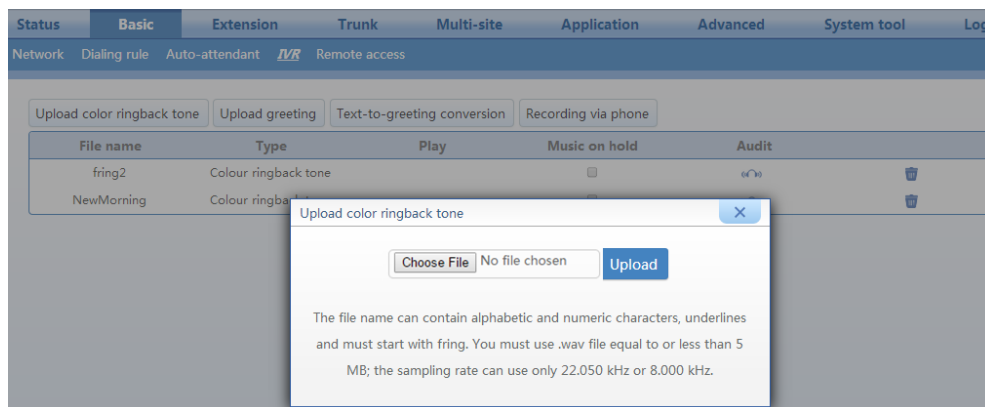 Status Basic Extension Trunk Multi-site Application Advanced System tool
Network Dialing rule Auto-attendant IVR Remote access
Upload color ringback tone Upload greeting Text-to-greeting conversion Recording via phone
File name Type Play Music on hold Audit
fring2 Colour ringback tone
NewMorning Colour
Upload color ringback tone
Choose File No file chosen Upload
The file name can contain alphabetic and numeric characters, underlines
and must start with fring. You must use .wav file equal to or less than 5
MB; the sampling rate can use only 22.050 kHz or 8.000 kHz.